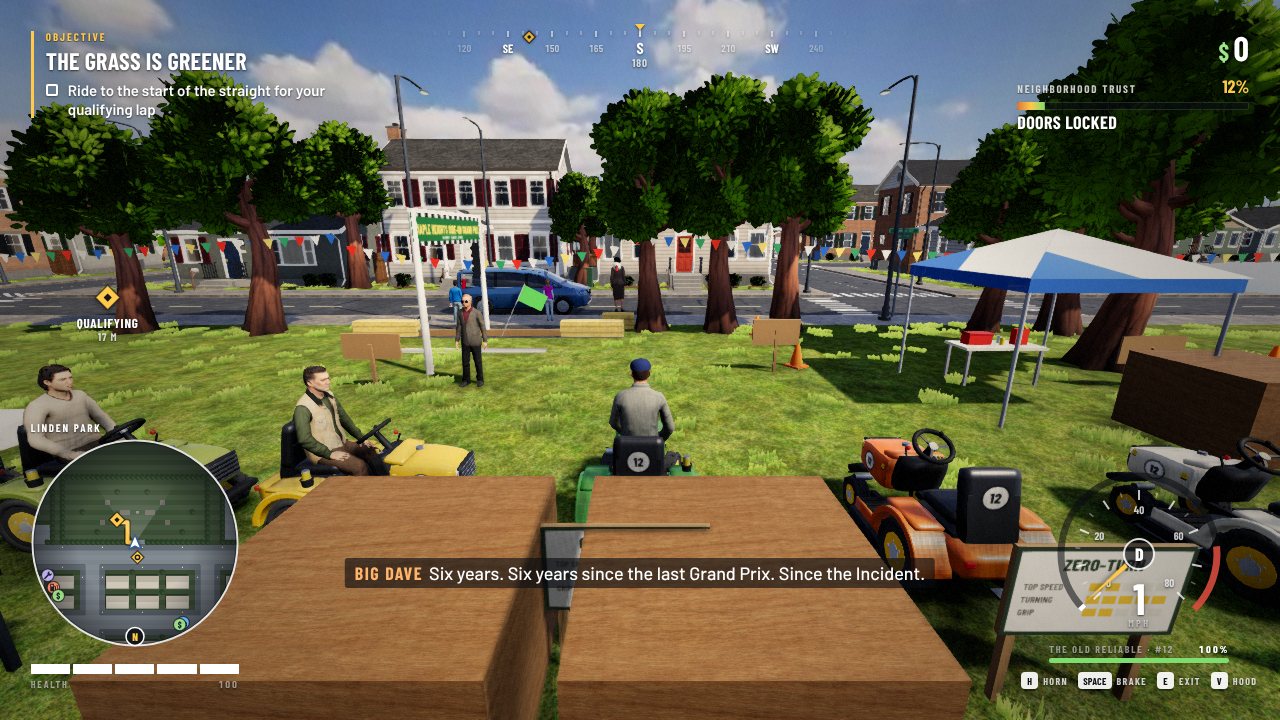 OBJECTIVE
THE GRASS IS GREENER
Ride to the start of the straight for your
qualifying lap
120 SE 150 165 S 195 210 SW 240
180
$ 0
NEIGHBORHOOD TRUST 12%
DOORS LOCKED
QUALIFYING
17 M
LINDEN PARK
12
12
12
BIG DAVE Six years. Six years since the last Grand Prix. Since the Incident.
TOP SPEED
TURNING
GRIP
20
40
60
80
0
D
1
MPH
N
THE OLD RELIABLE · #12 100%
HEALTH 100
H HORN SPACE BRAKE E EXIT V HOOD